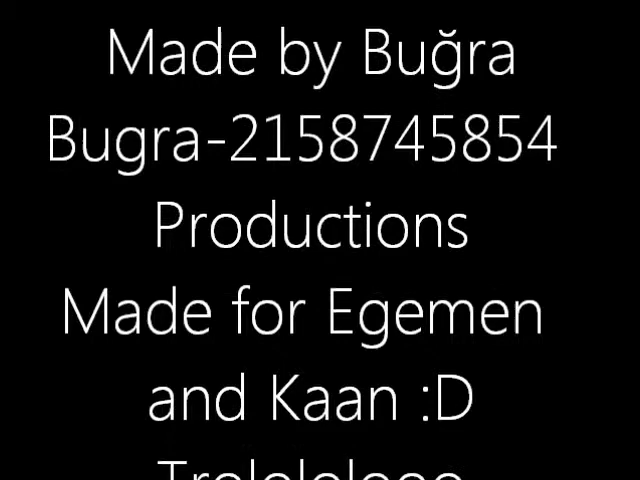 Made by Buğra
Bugra-2158745854
Productions
Made for Egemen
and Kaan :D